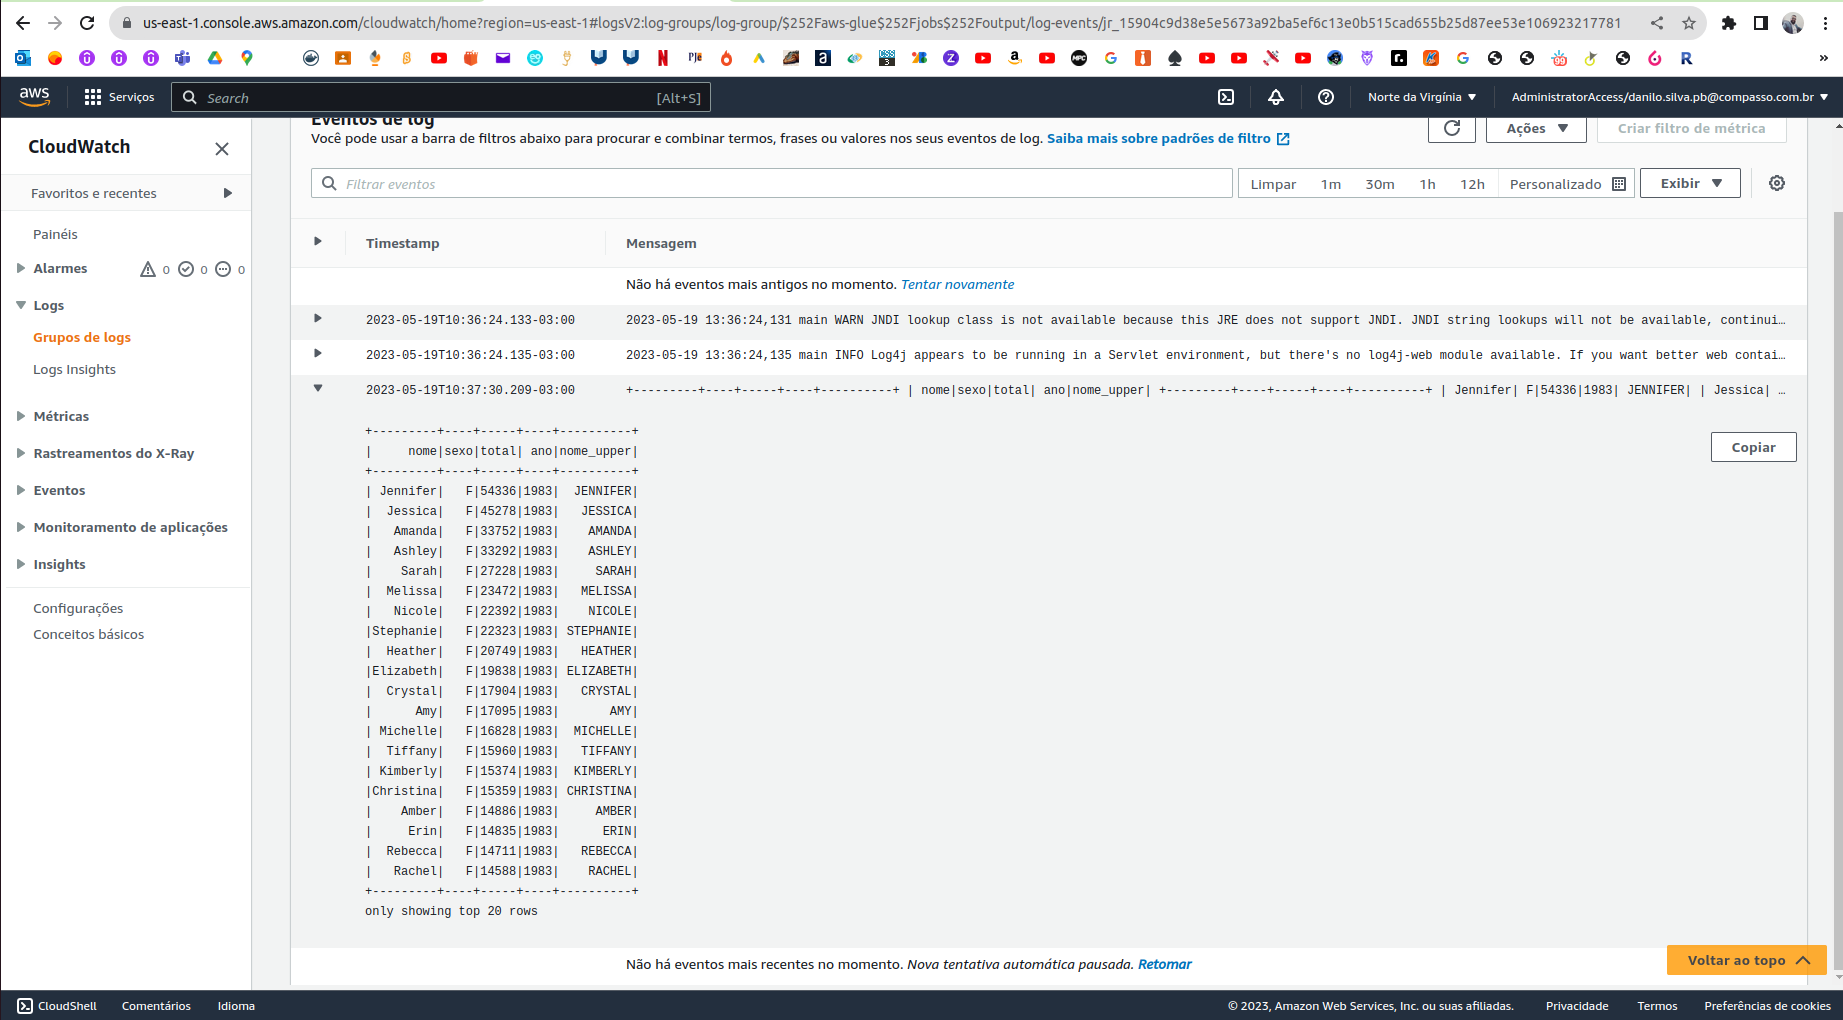 us-east-1.console.aws.amazon.com/cloudwatch/home?region=us-east-1#logsV2:log-groups/log-group/$252Faws-glue$252Fjobs$252Foutput/log-events/jr_15904c9d38e5e5673a92ba5ef6c13e0b515cad655b25d87ee53e106923217781
aws Serviços Search [Alt+S] Norte da Virgínia AdministratorAccess/danilo.silva.pb@compasso.com.br
CloudWatch
Favoritos e recentes
Painéis
Alarmes 0 0 0
Logs
Grupos de logs
Logs Insights
Métricas
Rastreamentos do X-Ray
Eventos
Monitoramento de aplicações
Insights
Configurações
Conceitos básicos
Eventos de log
Você pode usar a barra de filtros abaixo para procurar e combinar termos, frases ou valores nos seus eventos de log. Saiba mais sobre padrões de filtro
Ações Criar filtro de métrica
Filtrar eventos Limpar 1m 30m 1h 12h Personalizado Exibir
Timestamp Mensagem
Não há eventos mais antigos no momento. Tentar novamente
2023-05-19T10:36:24.133-03:00 2023-05-19 13:36:24,131 main WARN JNDI lookup class is not available because this JRE does not support JNDI. JNDI string lookups will not be available, continui…
2023-05-19T10:36:24.135-03:00 2023-05-19 13:36:24,135 main INFO Log4j appears to be running in a Servlet environment, but there's no log4j-web module available. If you want better web contai…
2023-05-19T10:37:30.209-03:00 +---------+----+-----+----+----------+ | nome|sexo|total| ano|nome_upper| +---------+----+-----+----+----------+ | Jennifer| F|54336|1983| JENNIFER| | Jessica| …
Copiar
+---------+----+-----+----+----------+
|     nome|sexo|total| ano|nome_upper|
+---------+----+-----+----+----------+
| Jennifer|   F|54336|1983|  JENNIFER|
|  Jessica|   F|45278|1983|   JESSICA|
|   Amanda|   F|33752|1983|    AMANDA|
|   Ashley|   F|33292|1983|    ASHLEY|
|    Sarah|   F|27228|1983|     SARAH|
|  Melissa|   F|23472|1983|   MELISSA|
|   Nicole|   F|22392|1983|    NICOLE|
|Stephanie|   F|22323|1983| STEPHANIE|
|  Heather|   F|20749|1983|   HEATHER|
|Elizabeth|   F|19838|1983| ELIZABETH|
|  Crystal|   F|17904|1983|   CRYSTAL|
|      Amy|   F|17095|1983|       AMY|
| Michelle|   F|16828|1983|  MICHELLE|
|  Tiffany|   F|15960|1983|   TIFFANY|
| Kimberly|   F|15374|1983|  KIMBERLY|
|Christina|   F|15359|1983| CHRISTINA|
|    Amber|   F|14886|1983|     AMBER|
|     Erin|   F|14835|1983|      ERIN|
|  Rebecca|   F|14711|1983|   REBECCA|
|   Rachel|   F|14588|1983|    RACHEL|
+---------+----+-----+----+----------+
only showing top 20 rows
Não há eventos mais recentes no momento. Nova tentativa automática pausada. Retomar
Voltar ao topo
CloudShell Comentários Idioma © 2023, Amazon Web Services, Inc. ou suas afiliadas. Privacidade Termos Preferências de cookies